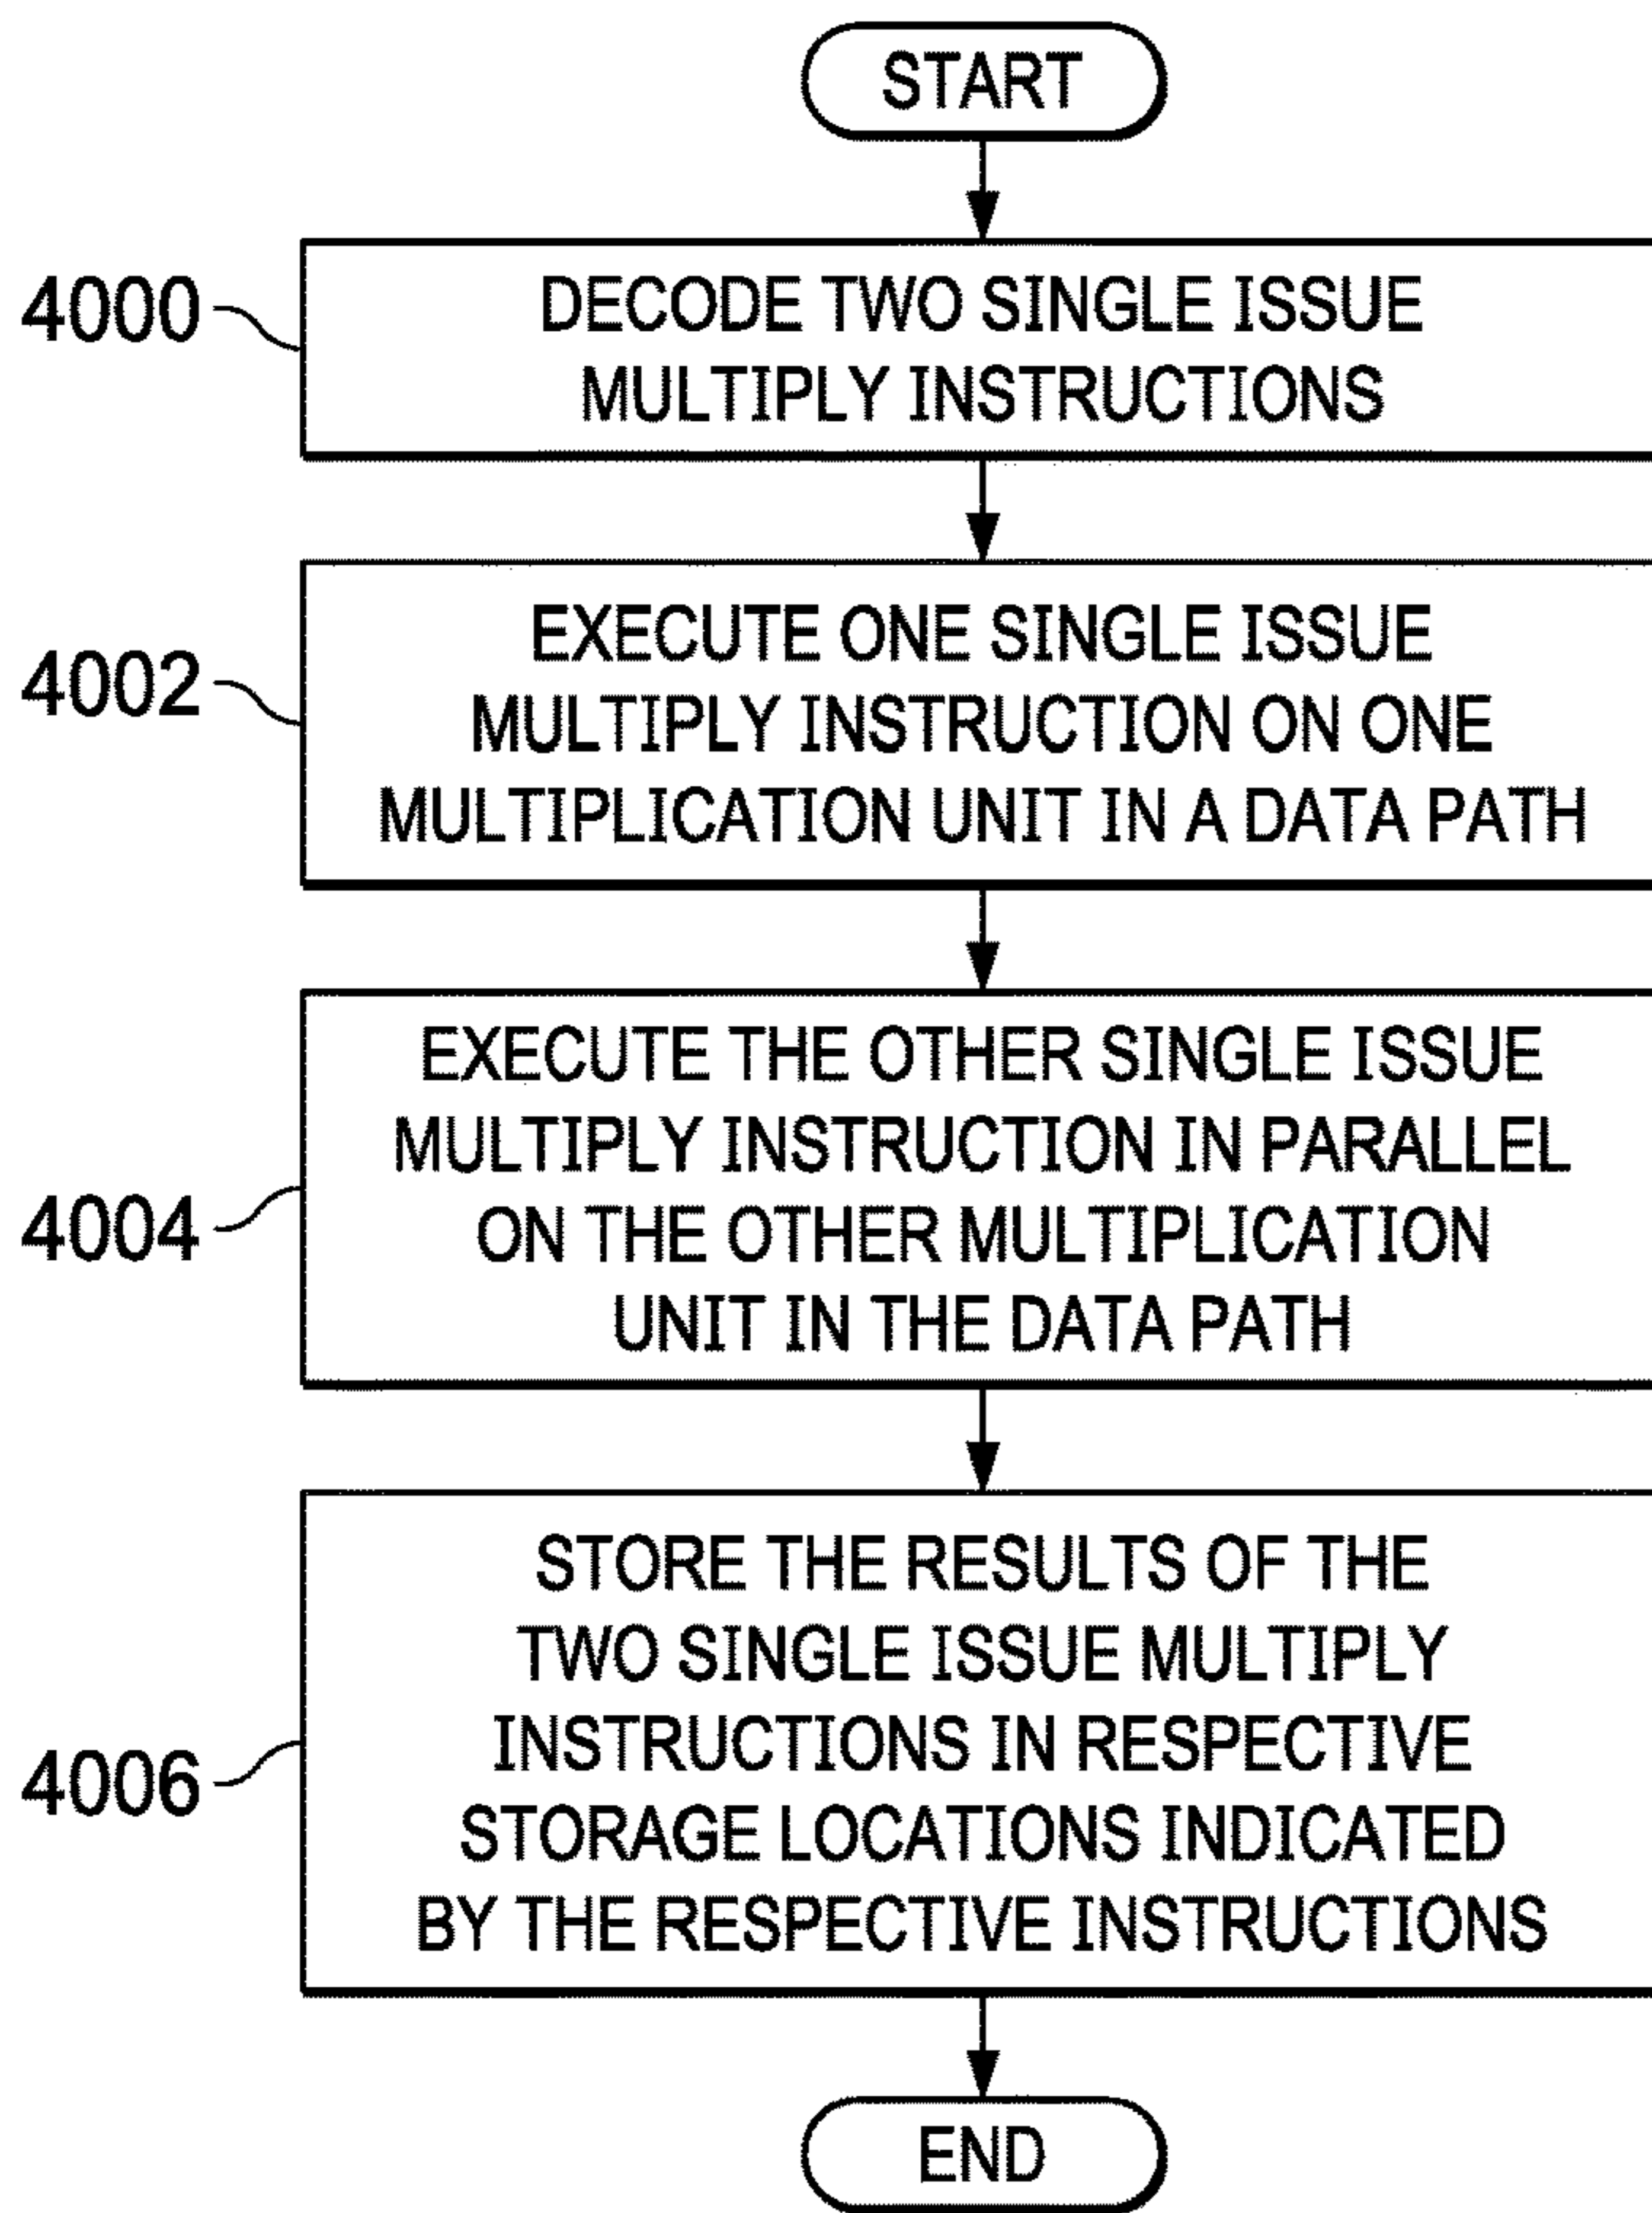 START
4000
DECODE TWO SINGLE ISSUE
MULTIPLY INSTRUCTIONS
4002
EXECUTE ONE SINGLE ISSUE
MULTIPLY INSTRUCTION ON ONE
MULTIPLICATION UNIT IN A DATA PATH
4004
EXECUTE THE OTHER SINGLE ISSUE
MULTIPLY INSTRUCTION IN PARALLEL
ON THE OTHER MULTIPLICATION
UNIT IN THE DATA PATH
4006
STORE THE RESULTS OF THE
TWO SINGLE ISSUE MULTIPLY
INSTRUCTIONS IN RESPECTIVE
STORAGE LOCATIONS INDICATED
BY THE RESPECTIVE INSTRUCTIONS
END